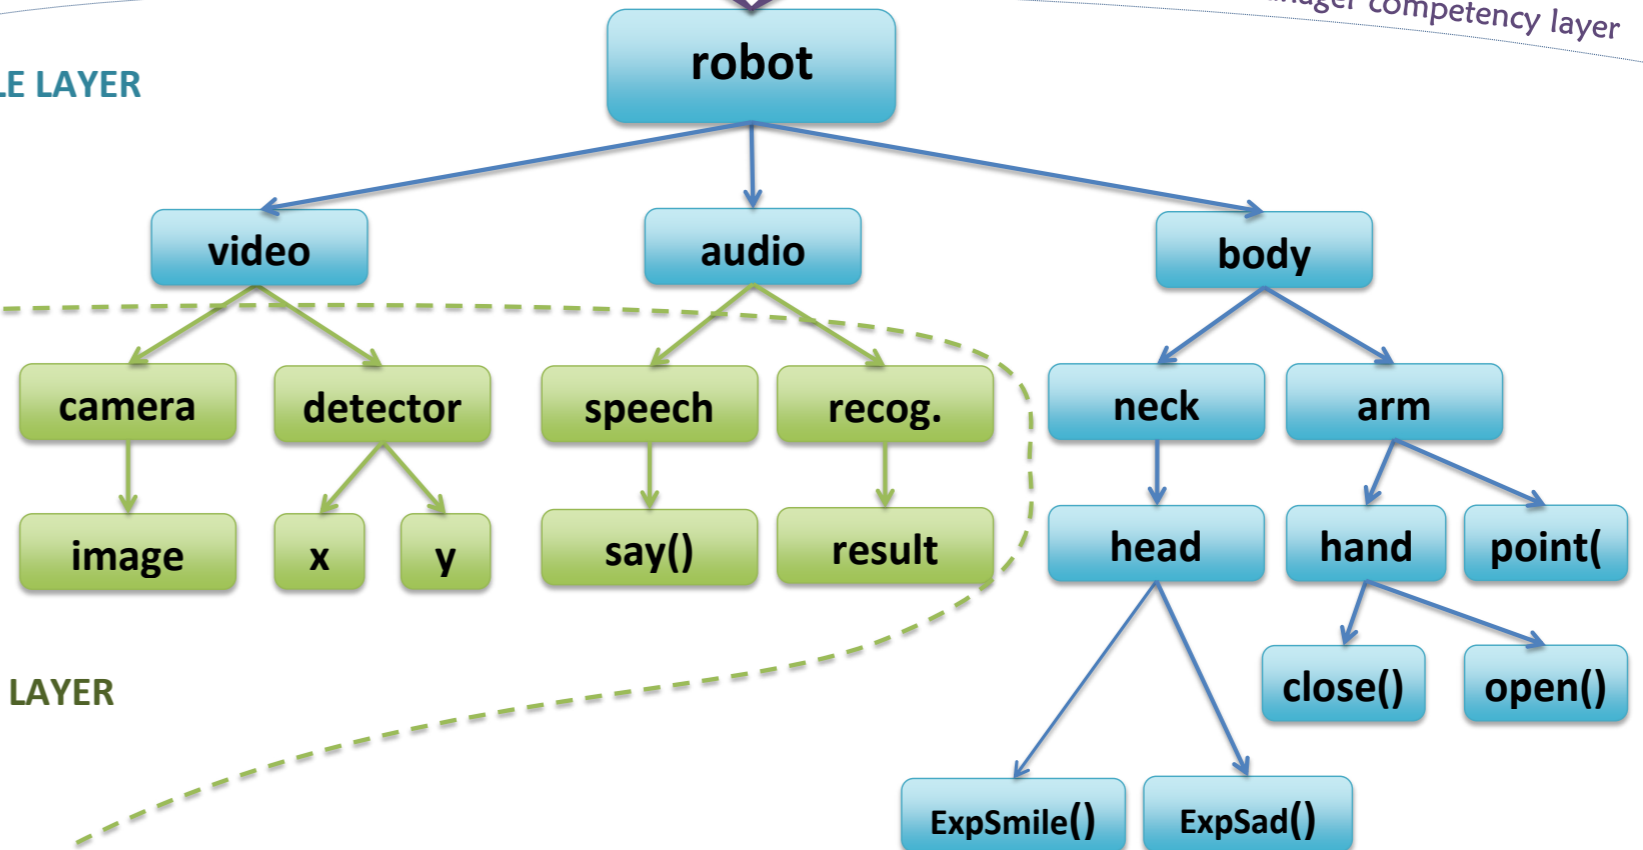 competency layer
robot
LAYER
video
audio
body
camera
detector
speech
recog.
neck
arm
image
x
y
say()
result
head
hand
point(
LAYER
close()
open()
ExpSmile()
ExpSad()